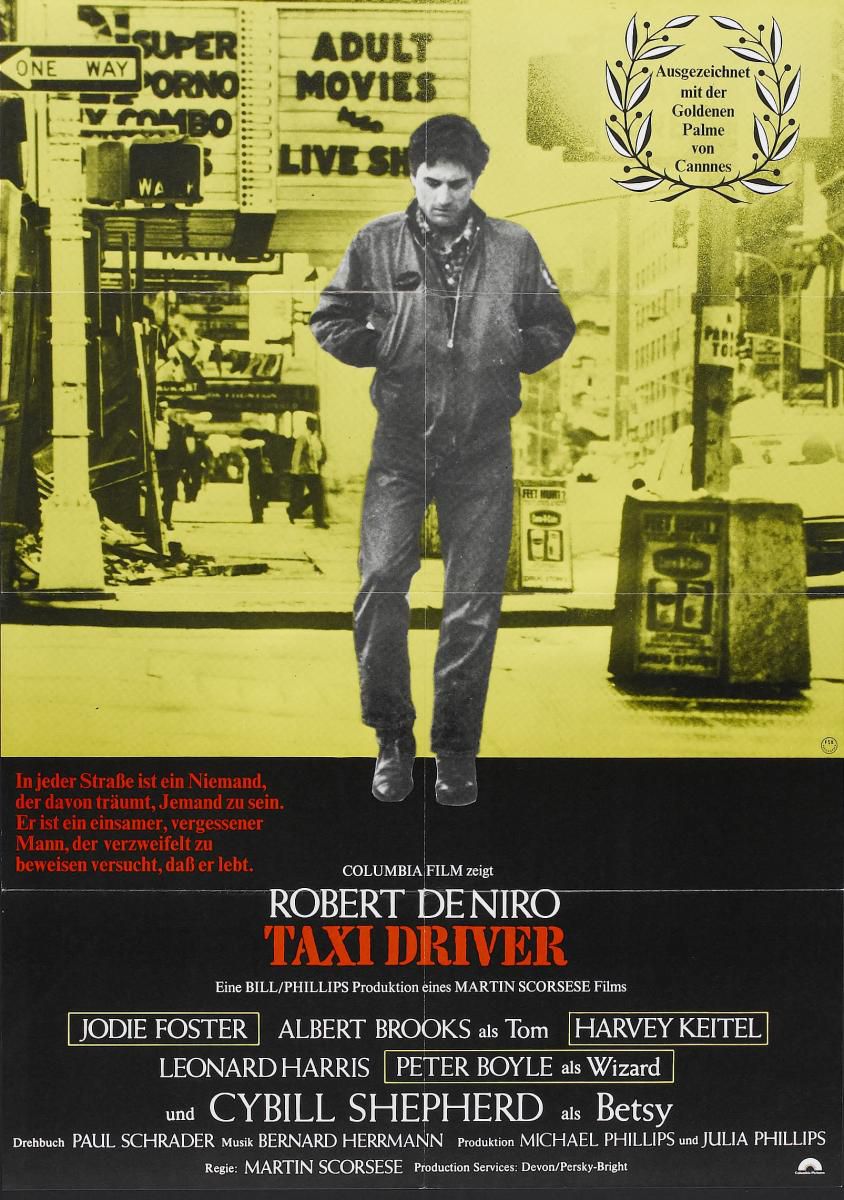 ONE WAY
SUPER
PORNO
COMBO
ADULT
MOVIES
LIVE SH
Ausgezeichnet
mit der
Goldenen
Palme
von
Cannnes
FEET HURT?
In jeder Straße ist ein Niemand,
der davon träumt, Jemand zu sein.
Er ist ein einsamer, vergessener
Mann, der verzweifelt zu
beweisen versucht, daß er lebt.
COLUMBIA FILM zeigt
ROBERT DE NIRO
TAXI DRIVER
Eine BILL/PHILLIPS Produktion eines MARTIN SCORSESE Films
JODIE FOSTER ALBERT BROOKS als Tom HARVEY KEITEL
LEONARD HARRIS PETER BOYLE als Wizard
und CYBILL SHEPHERD als Betsy
Drehbuch PAUL SCHRADER Musik BERNARD HERRMANN Produktion MICHAEL PHILLIPS und JULIA PHILLIPS
Regie: MARTIN SCORSESE Production Services: Devon/Persky-Bright
Columbia Pictures